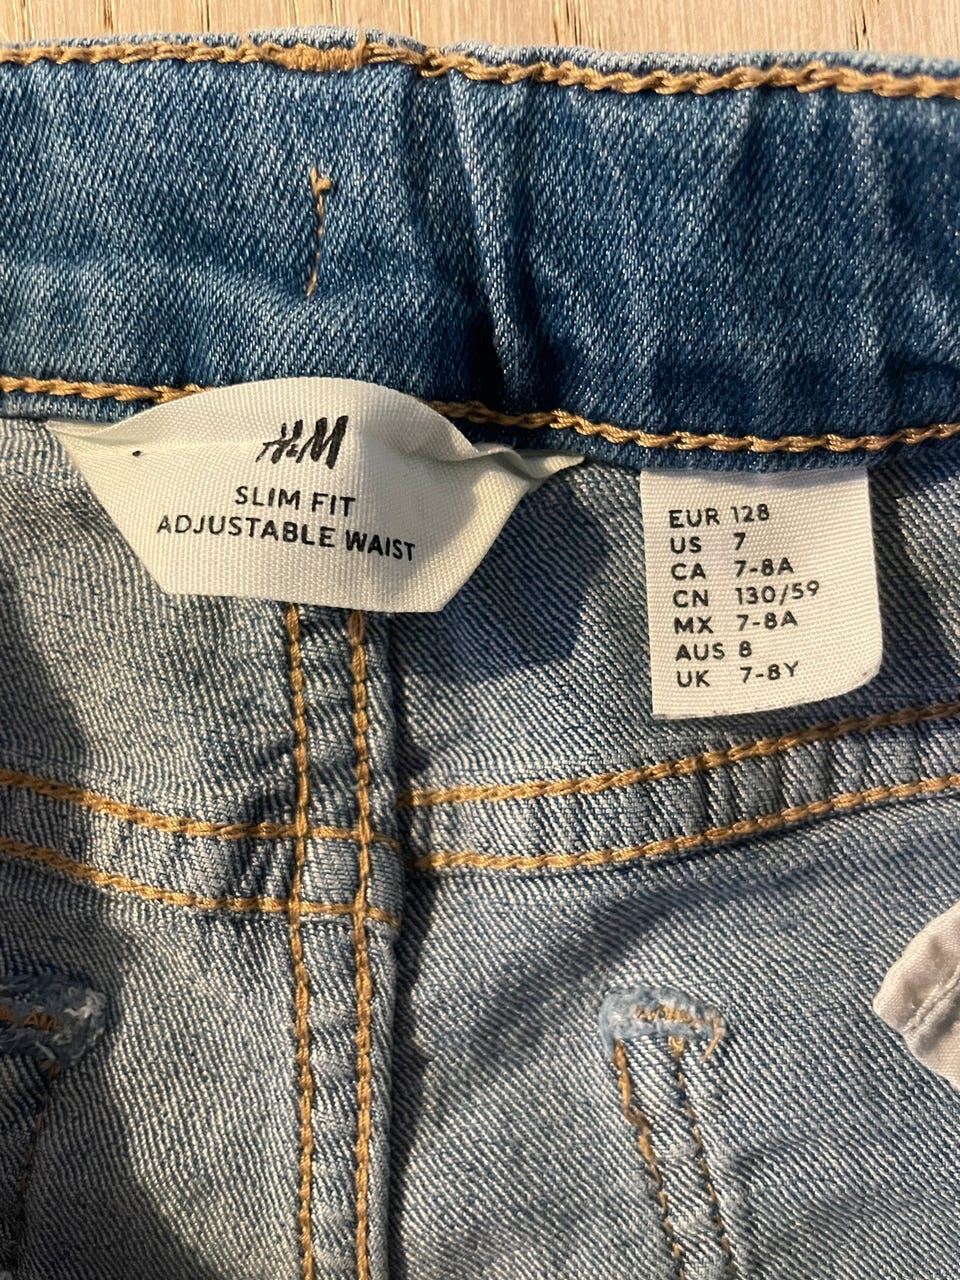 H&M
SLIM FIT
ADJUSTABLE WAIST
EUR 128
US 7
CA 7-8A
CN 130/59
MX 7-8A
AUS 8
UK 7-8Y